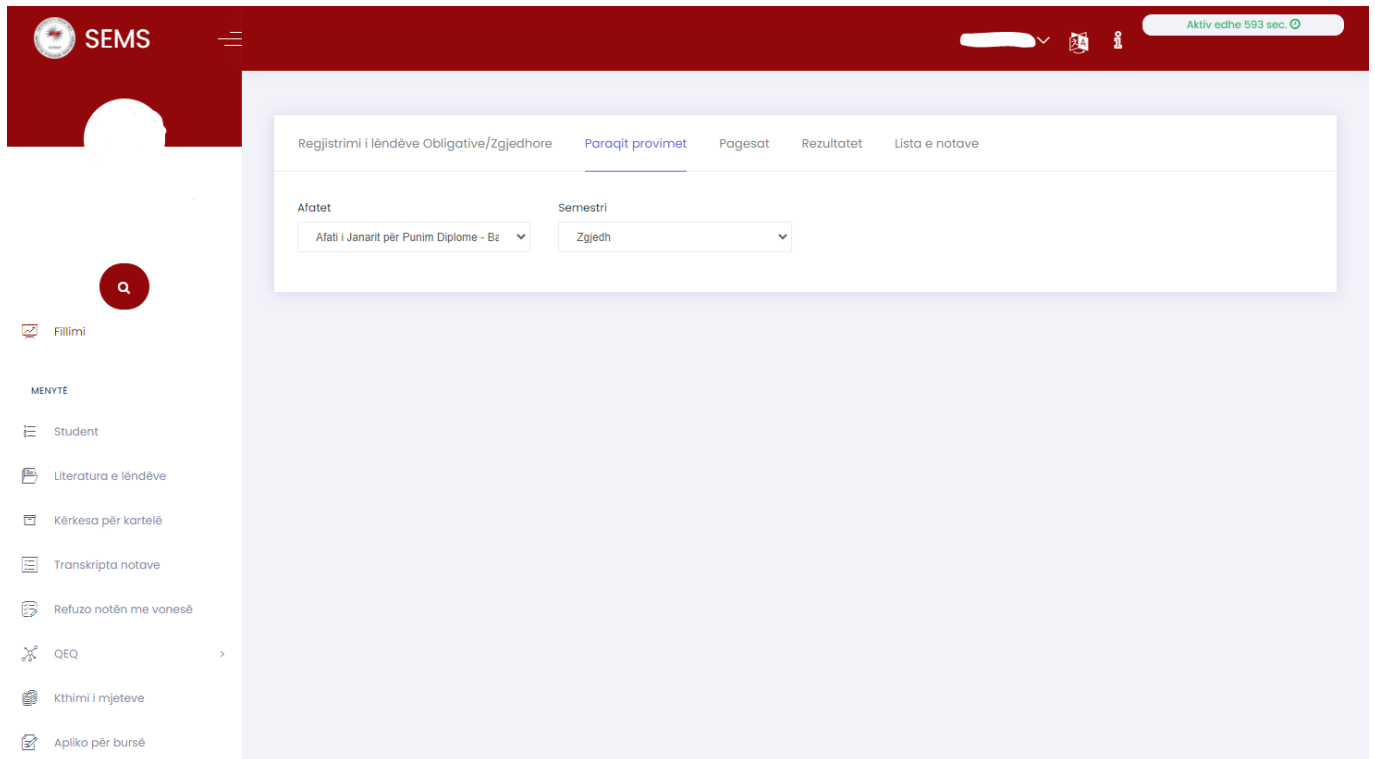 SEMS
Aktiv edhe 593 sec.
Regjistrimi i lëndëve Obligative/Zgjedhore Paraqit provimet Pagesat Rezultatet Lista e notave
Afatet Semestri
Afati i Janarit për Punim Diplome - Ba Zgjedh
Fillimi
MENYTË
Student
Literatura e lëndëve
Kërkesa për kartelë
Transkripta notave
Refuzo notën me vonesë
QEQ
Kthimi i mjeteve
Apliko për bursë